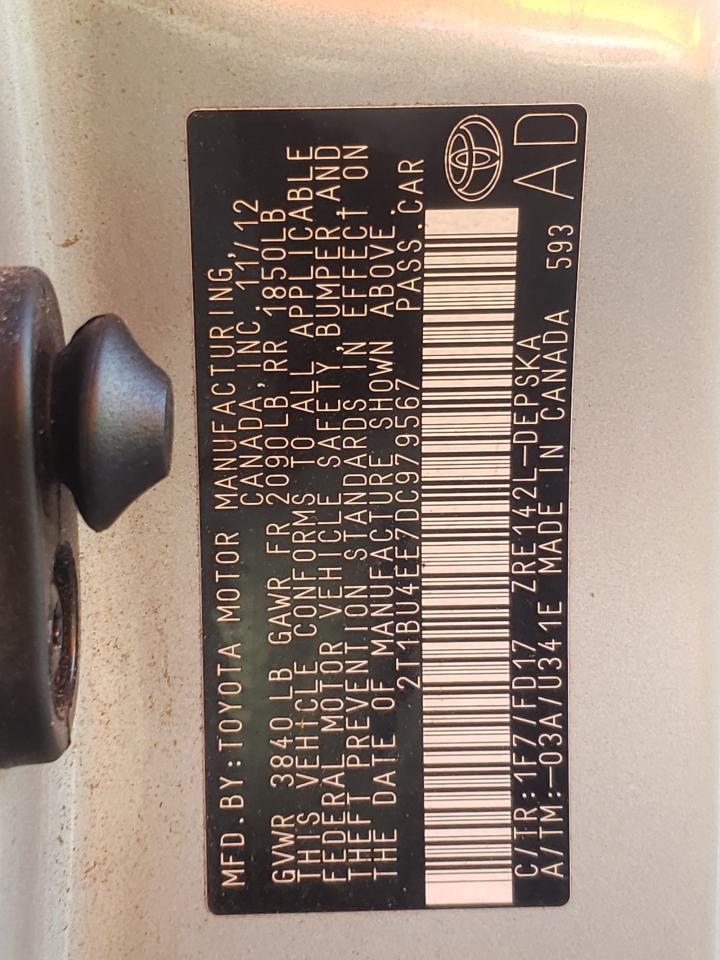 MFD.BY:TOYOTA MOTOR MANUFACTURING,
CANADA,INC. 11/12
GVWR 3840 LB GAWR FR 2090LB,RR 1850LB
THIS VEHICLE CONFORMS TO ALL APPLICABLE
FEDERAL MOTOR VEHICLE SAFETY,BUMPER,AND
THEFT PREVENTION STANDARDS IN EFFECT ON
THE DATE OF MANUFACTURE SHOWN ABOVE.
2T1BU4EE7DC979567 PASS.CAR
C/TR:1F7/FD17 ZRE142L-DEPSKA
A/TM:-03A/U341E MADE IN CANADA 593
AD